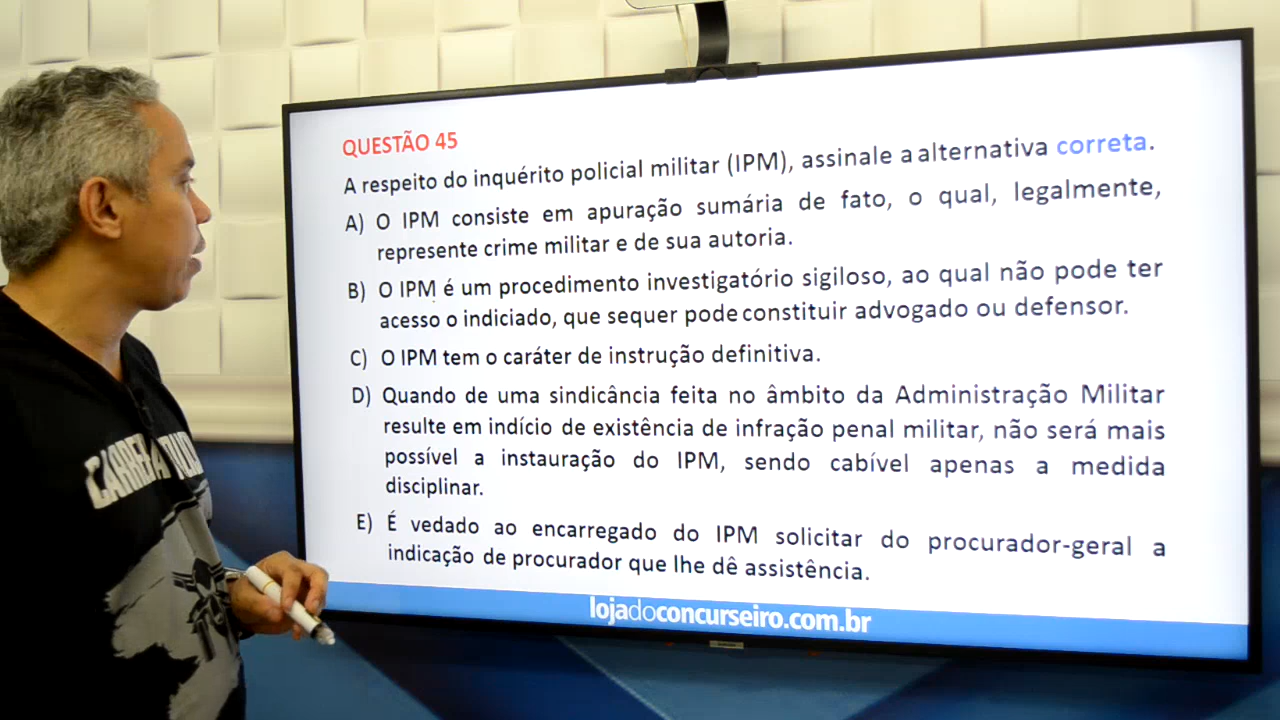 QUESTÃO 45
A respeito do inquérito policial militar (IPM), assinale a alternativa correta.
A) O IPM consiste em apuração sumária de fato, o qual, legalmente,
represente crime militar e de sua autoria.
B) O IPM é um procedimento investigatório sigiloso, ao qual não pode ter
acesso o indiciado, que sequer pode constituir advogado ou defensor.
C) O IPM tem o caráter de instrução definitiva.
D) Quando de uma sindicância feita no âmbito da Administração Militar
resulte em indício de existência de infração penal militar, não será mais
possível a instauração do IPM, sendo cabível apenas a medida
disciplinar.
E) É vedado ao encarregado do IPM solicitar do procurador-geral a
indicação de procurador que lhe dê assistência.
lojadoconcurseiro.com.br